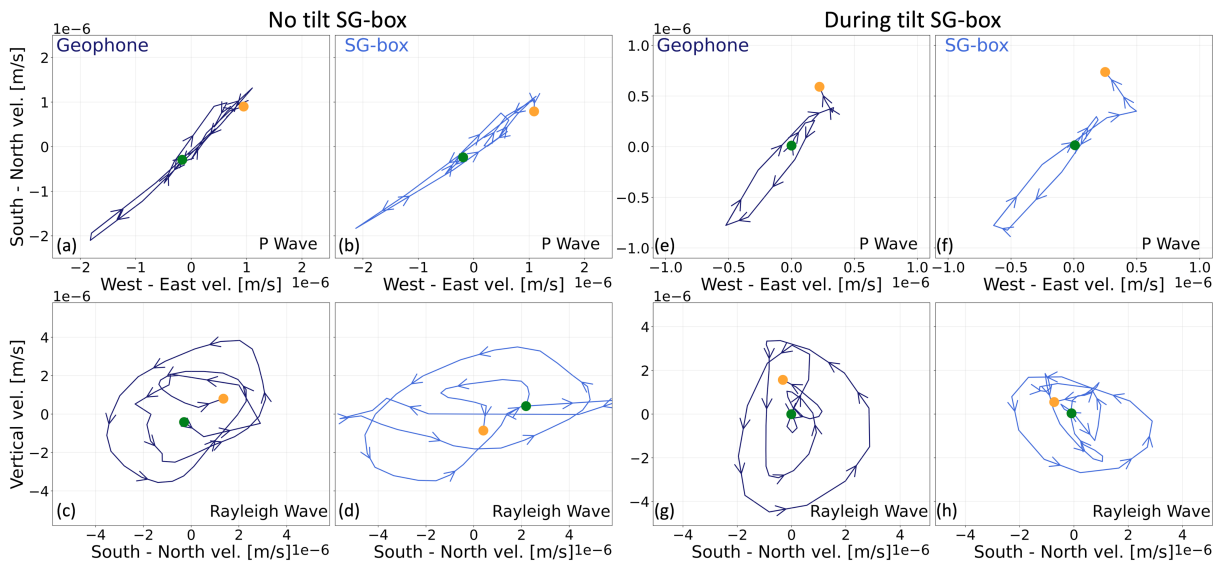 No tilt SG-box
During tilt SG-box
1e−6
Geophone
SG-box
1e−6
Geophone
SG-box
South - North vel. [m/s]
2
1
0
−1
−2
1.0
0.5
0.0
−0.5
−1.0
(a)
P Wave
(b)
P Wave
(e)
P Wave
(f)
P Wave
−2
−1
0
1
2
−2
−1
0
1
2
−1.0
−0.5
0.0
0.5
1.0
−1.0
−0.5
0.0
0.5
1.0
West - East vel. [m/s]
1e−6
West - East vel. [m/s]
1e−6
West - East vel. [m/s]
1e−6
West - East vel. [m/s]
1e−6
1e−6
1e−6
Vertical vel. [m/s]
4
2
0
−2
−4
4
2
0
−2
−4
(c)
Rayleigh Wave
(d)
Rayleigh Wave
(g)
Rayleigh Wave
(h)
Rayleigh Wave
−4
−2
0
2
4
−4
−2
0
2
4
−4
−2
0
2
4
−4
−2
0
2
4
South - North vel. [m/s]
1e−6
South - North vel. [m/s]
1e−6
South - North vel. [m/s]
1e−6
South - North vel. [m/s]
1e−6